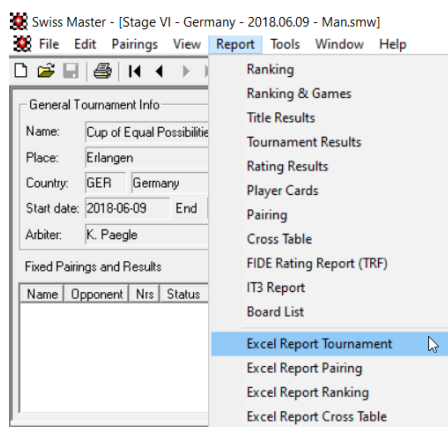 Swiss Master - [Stage VI - Germany - 2018.06.09 - Man.smw]
File Edit Pairings View Report Tools Window Help
General Tournament Info
Name: Cup of Equal Possibilitie
Place: Erlangen
Country: GER Germany
Start date: 2018-06-09 End
Arbiter: K. Paegle
Fixed Pairings and Results
Name Opponent Nrs Status
Ranking
Ranking & Games
Title Results
Tournament Results
Rating Results
Player Cards
Pairing
Cross Table
FIDE Rating Report (TRF)
IT3 Report
Board List
Excel Report Tournament
Excel Report Pairing
Excel Report Ranking
Excel Report Cross Table